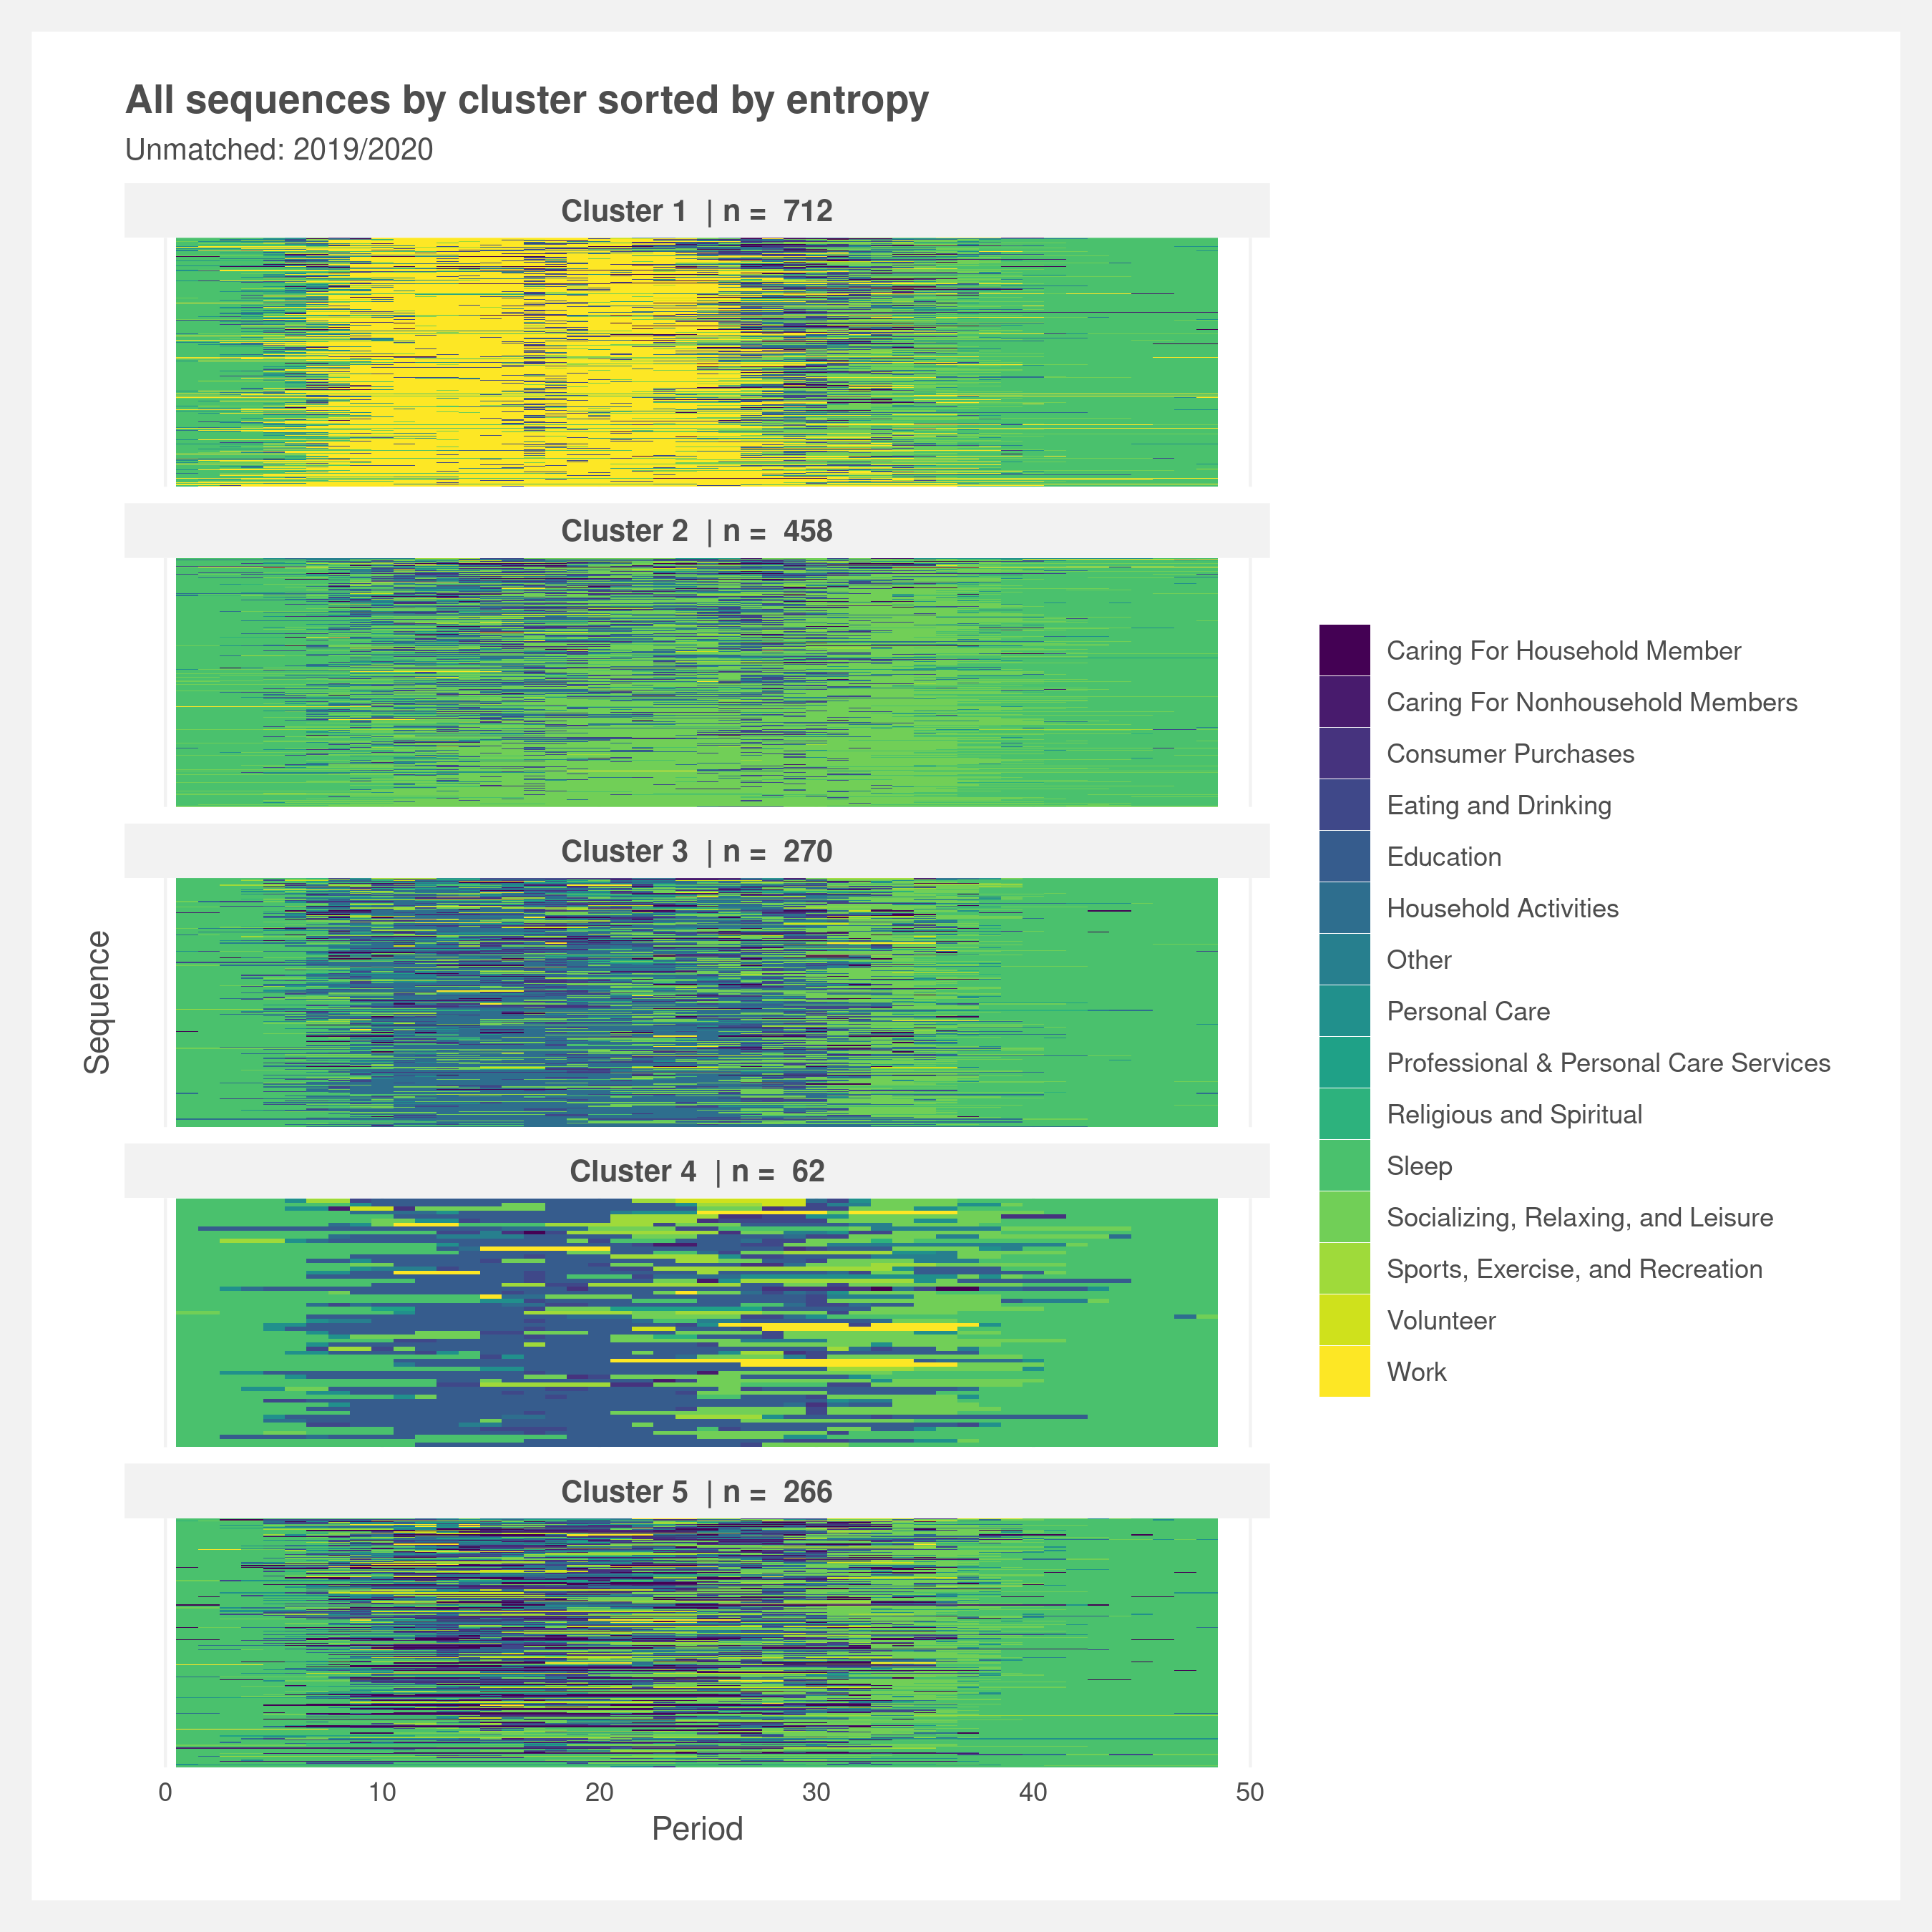 All sequences by cluster sorted by entropy
Unmatched: 2019/2020
Cluster 1 | n = 712
Cluster 2 | n = 458
Cluster 3 | n = 270
Cluster 4 | n = 62
Cluster 5 | n = 266
Sequence
0 10 20 30 40 50
Period
Caring For Household Member
Caring For Nonhousehold Members
Consumer Purchases
Eating and Drinking
Education
Household Activities
Other
Personal Care
Professional & Personal Care Services
Religious and Spiritual
Sleep
Socializing, Relaxing, and Leisure
Sports, Exercise, and Recreation
Volunteer
Work